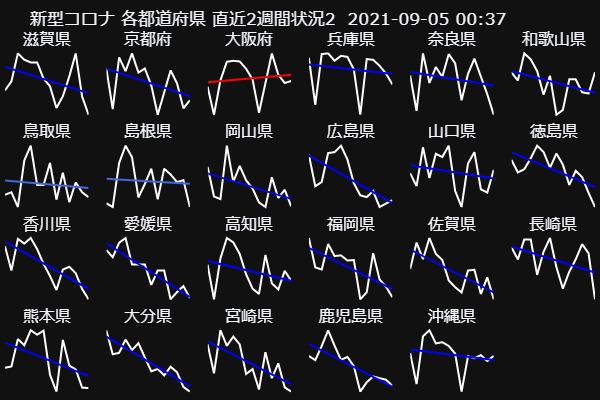 新型コロナ 各都道府県 直近2週間状況2 2021-09-05 00:37
滋賀県 京都府 大阪府 兵庫県 奈良県 和歌山県
鳥取県 島根県 岡山県 広島県 山口県 徳島県
香川県 愛媛県 高知県 福岡県 佐賀県 長崎県
熊本県 大分県 宮崎県 鹿児島県 沖縄県